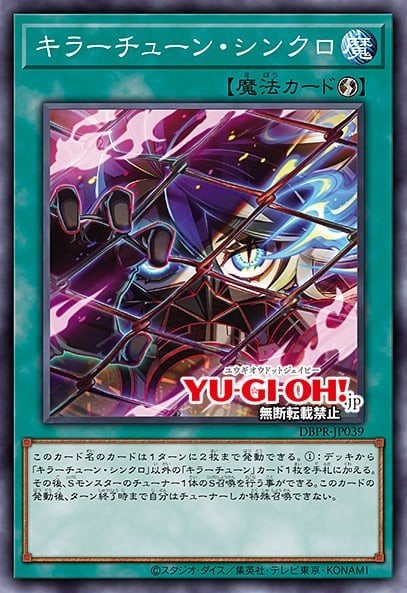 キラーチューン・シンクロ 魔
【魔法カード】
ユウギオウドットジェイピー
YU-GI-OH!.jp
無断転載禁止
DBPR-JP039
このカード名のカードは1ターンに2枚まで発動できる。①:デッキから
「キラーチューン・シンクロ」以外の「キラーチューン」カード1枚を手札に加える。
その後、Sモンスターのチューナー1体のS召喚を行う事ができる。このカードの
発動後、ターン終了時まで自分はチューナーしか特殊召喚できない。
©スタジオ・ダイス/集英社・テレビ東京・KONAMI